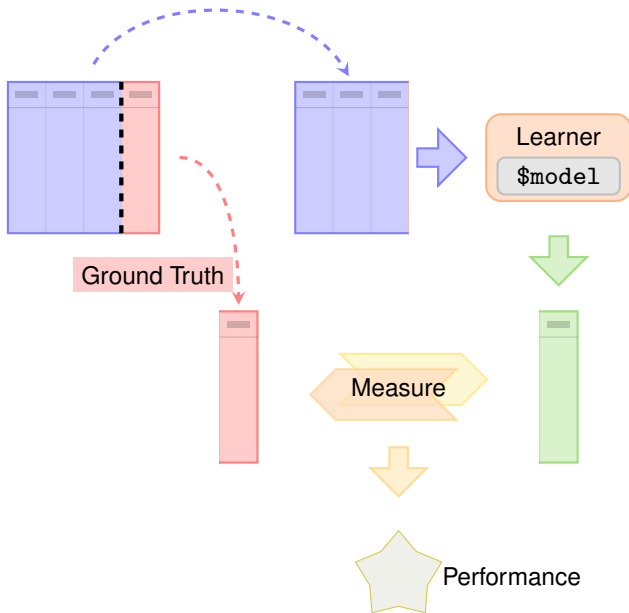 Learner
$model
Ground Truth
Measure
Performance